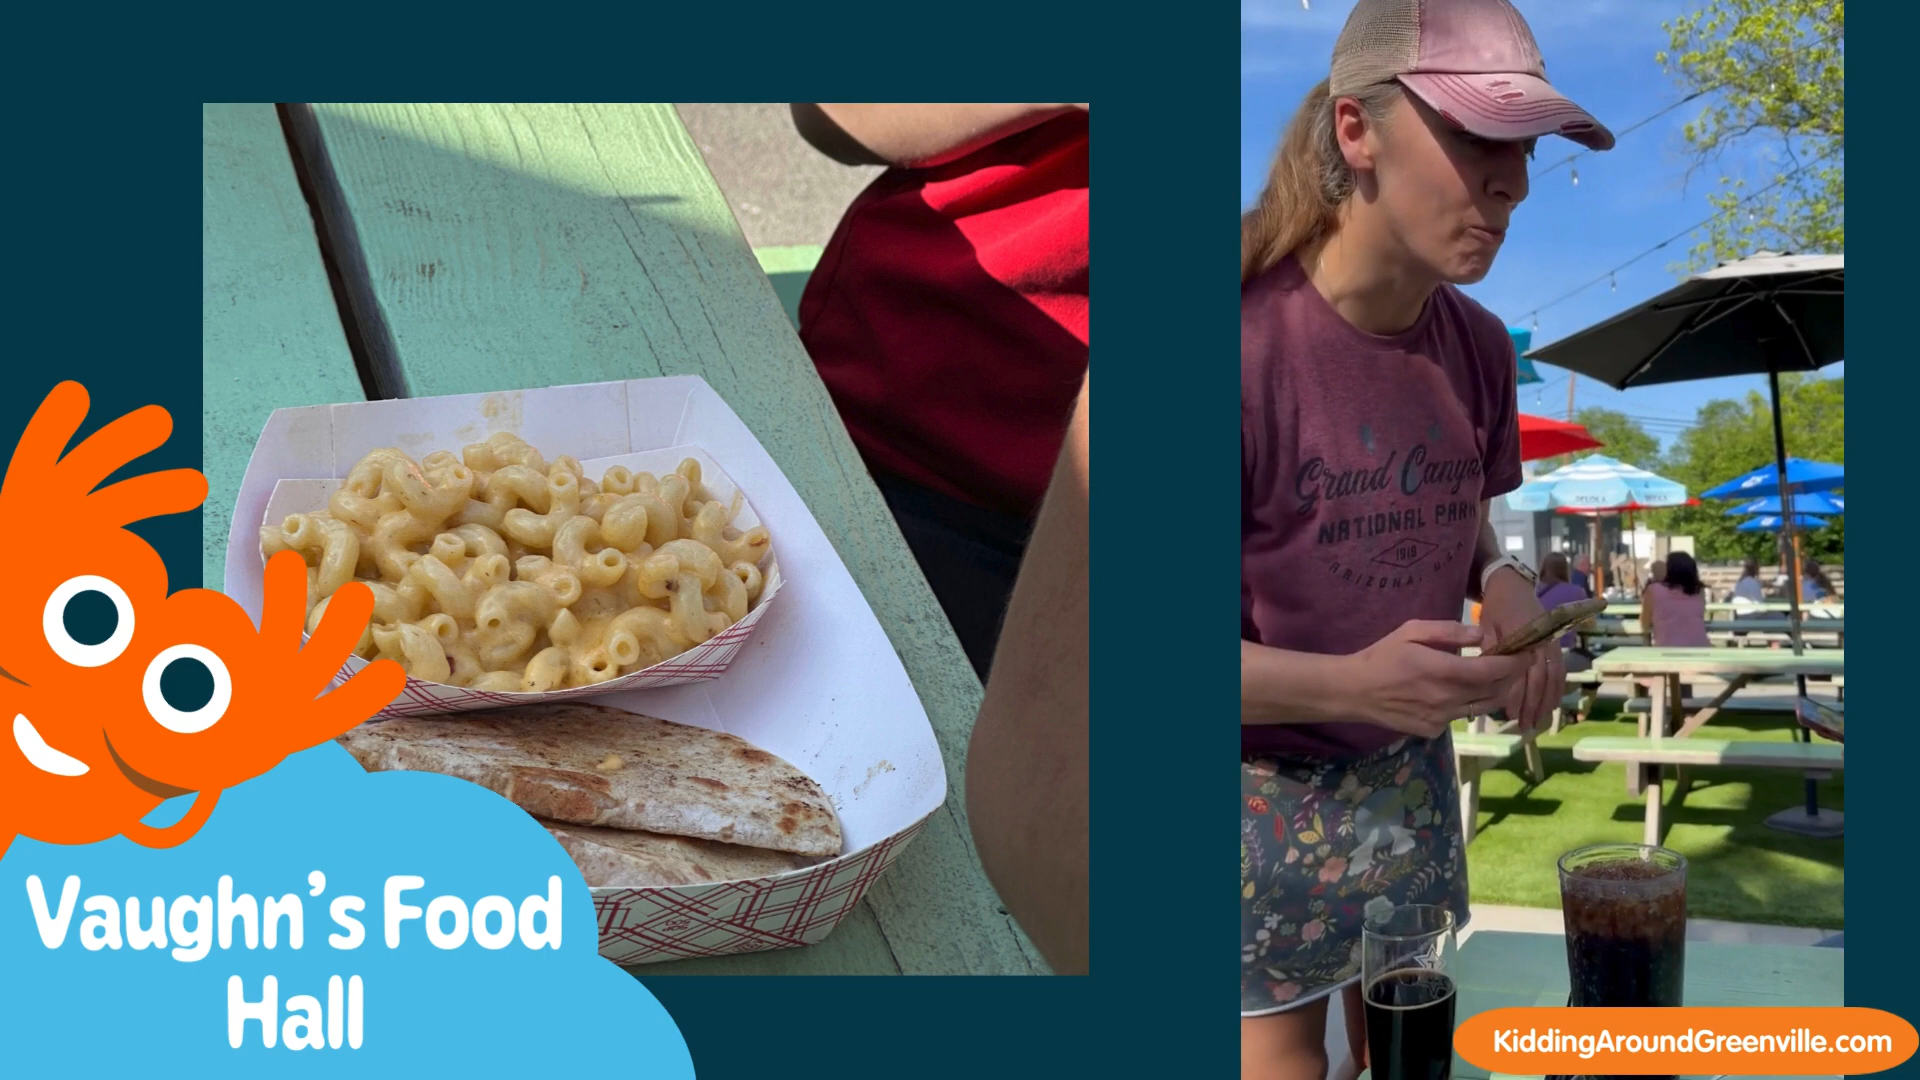 Vaughn's Food
Hall
Grand Canyon
NATIONAL PARK
1919
ARIZONA, U.S.A.
KiddingAroundGreenville.com